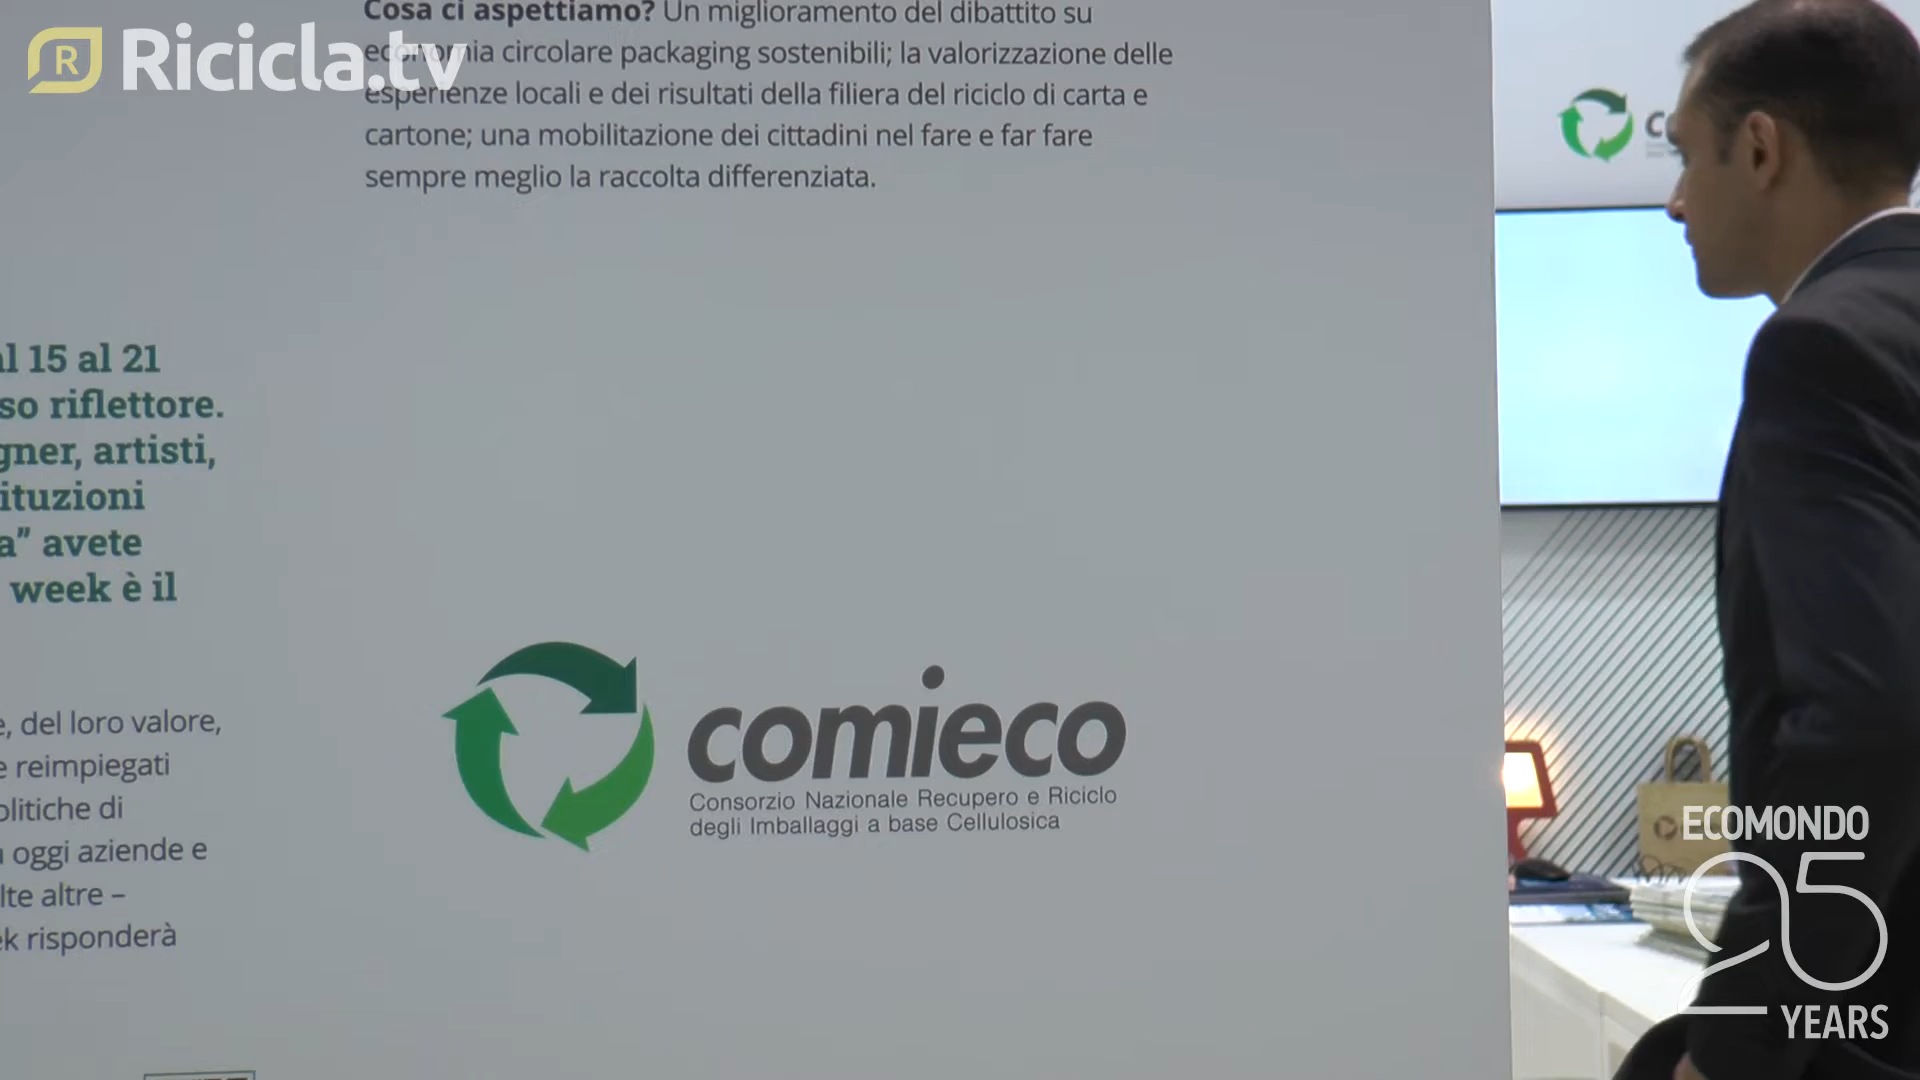 Ricicla.tv
R
Cosa ci aspettiamo? Un miglioramento del dibattito su
economia circolare packaging sostenibili; la valorizzazione delle
esperienze locali e dei risultati della filiera del riciclo di carta e
cartone; una mobilitazione dei cittadini nel fare e far fare
sempre meglio la raccolta differenziata.
al 15 al 21
so riflettore.
gner, artisti,
ituzioni
a” avete
week è il
e, del loro valore,
e reimpiegati
olitiche di
oggi aziende e
lte altre –
ek risponderà
comieco
Consorzio Nazionale Recupero e Riciclo
degli Imballaggi a base Cellulosica
ECOMONDO
25
YEARS